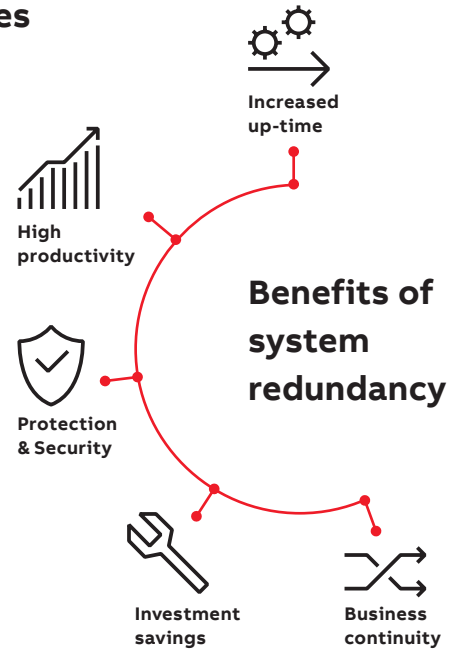 es
Increased
up-time
High
productivity
Benefits of
system
redundancy
Protection
& Security
Investment
savings
Business
continuity